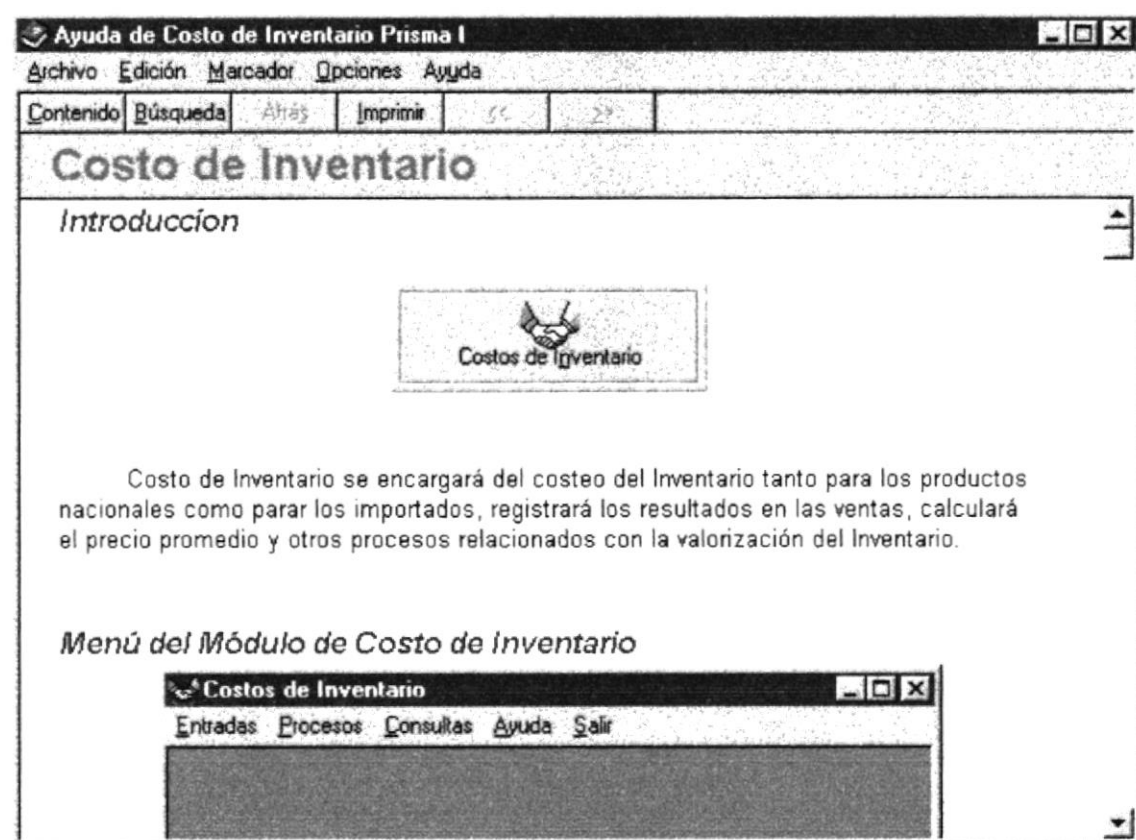 Ayuda de Costo de Inventario Prisma I
Archivo Edición Marcador Opciones Ayuda
Contenido Búsqueda Atrás Imprimir << >>
Costo de Inventario
Introduccíon
Costos de Inventario
Costo de Inventario se encargará del costeo del Inventario tanto para los productos
nacionales como parar los importados, registrará los resultados en las ventas, calculará
el precio promedio y otros procesos relacionados con la valorización del Inventario.
Menú del Módulo de Costo de Inventario
Costos de Inventario
Entradas Procesos Consultas Ayuda Salir